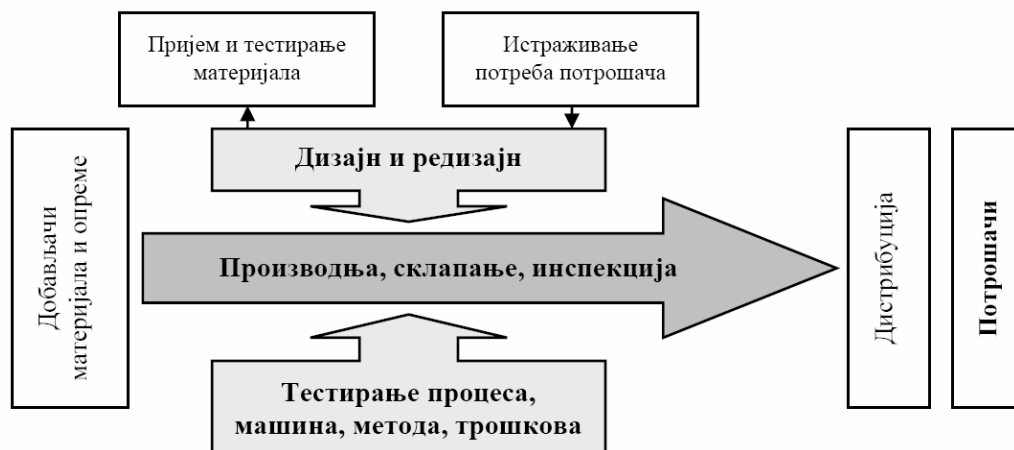 Пријем и тестирање
материјала
Истраживање
потреба потрошача
Дизајн и редизајн
Добављачи
материјала и опреме
Производња, склапање, инспекција
Дистрибуција
Потрошачи
Тестирање процеса,
машина, метода, трошкова